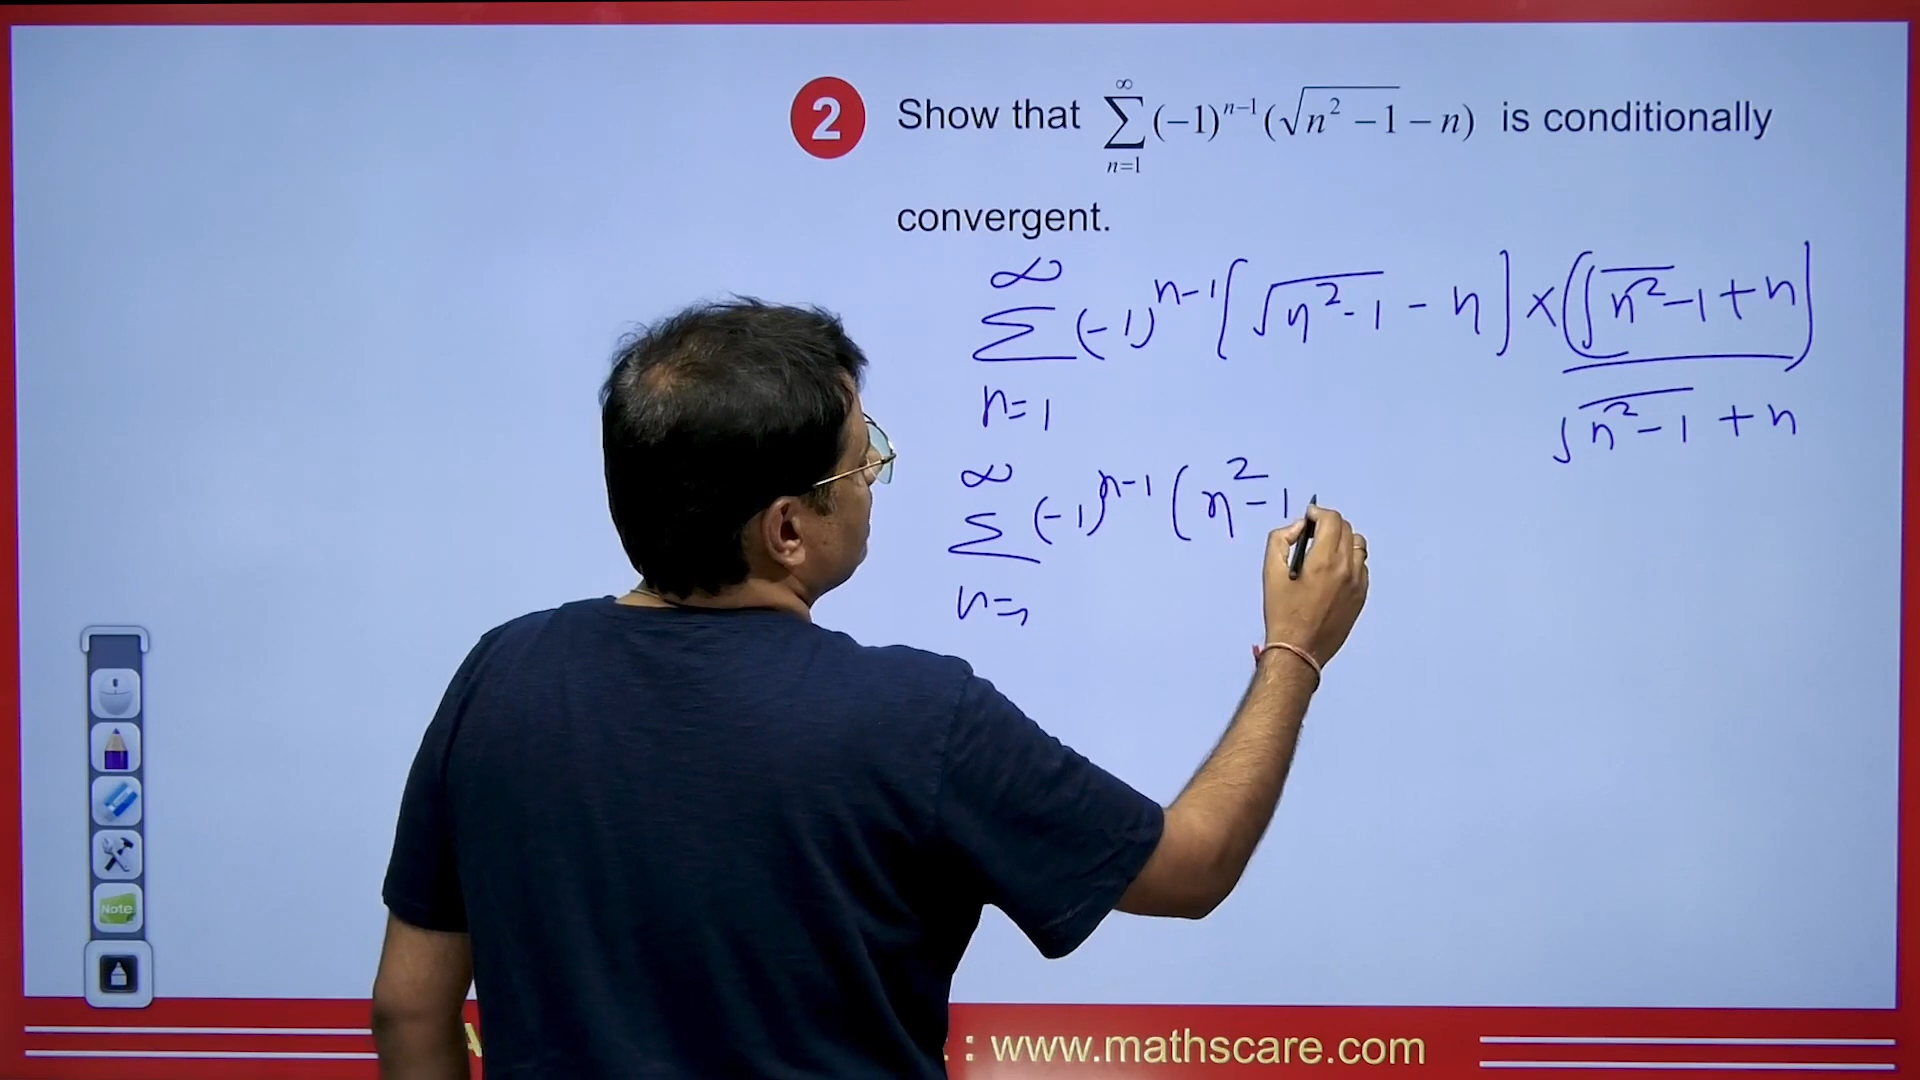 2 Show that ∞ ∑ n=1 (−1)ⁿ⁻¹(√n² −1 − n) is conditionally
convergent.
∞ ∑ n=1 (-1)ⁿ⁻¹[√n²-1 - n] × (√n²-1 + n) / √n²-1 + n
∞ ∑ n= (-1)ⁿ⁻¹ (n²-1
Note
: www.mathscare.com